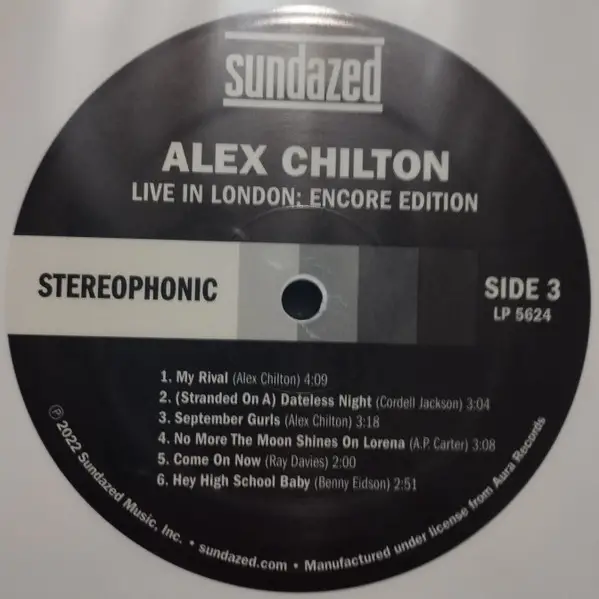 sundazed
ALEX CHILTON
LIVE IN LONDON: ENCORE EDITION
STEREOPHONIC
SIDE 3
LP 5624
1. My Rival (Alex Chilton) 4:09
2. (Stranded On A) Dateless Night (Cordell Jackson) 3:04
3. September Gurls (Alex Chilton) 3:18
4. No More The Moon Shines On Lorena (A.P. Carter) 3:08
5. Come On Now (Ray Davies) 2:00
6. Hey High School Baby (Benny Eidson) 2:51
℗ 2022 Sundazed Music, Inc. • sundazed.com • Manufactured under license from Aura Records